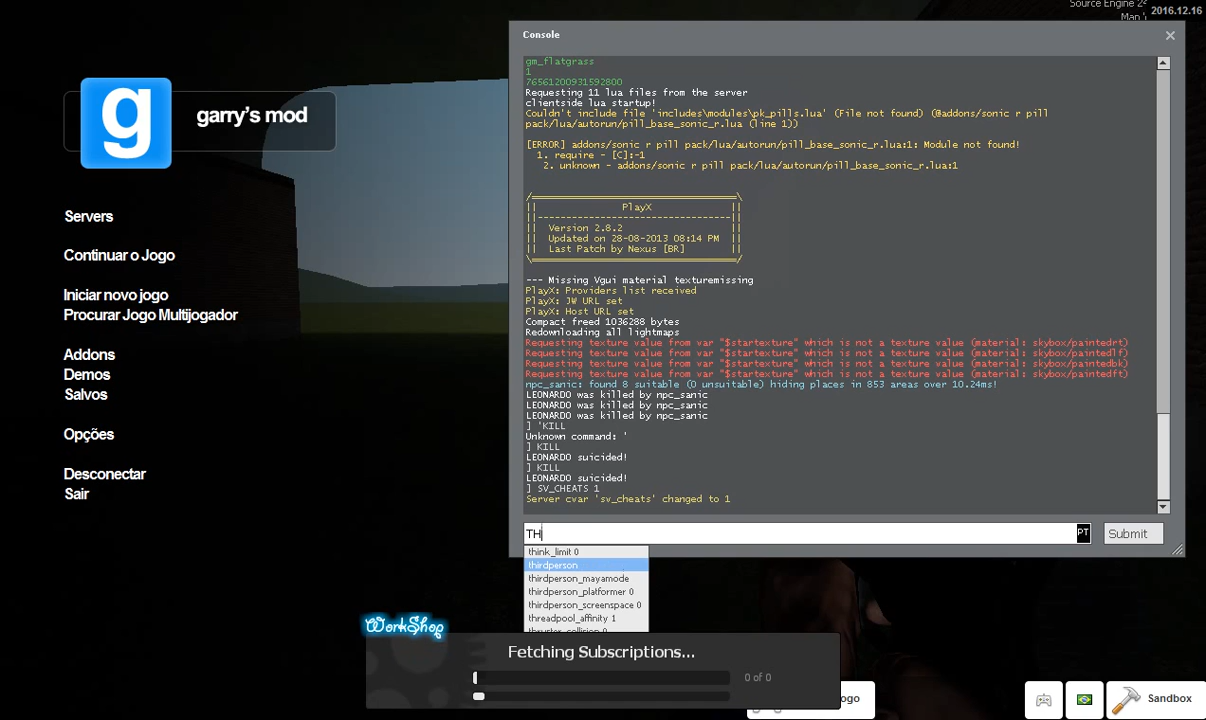 Source Engine 2
2016.12.16
Map
Console
g
garry's mod
Servers
Continuar o Jogo
Iniciar novo jogo
Procurar Jogo Multijogador
Addons
Demos
Salvos
Opções
Desconectar
Sair
gm_flatgrass
1
76561200931592800
Requesting 11 lua files from the server
clientside lua startup!
Couldn't include file 'includes\modules\pk_pills.lua' (File not found) (@addons/sonic r pill
pack/lua/autorun/pill_base_sonic_r.lua (line 1))
[ERROR] addons/sonic r pill pack/lua/autorun/pill_base_sonic_r.lua:1: Module not found!
1. require - [C]:-1
2. unknown - addons/sonic r pill pack/lua/autorun/pill_base_sonic_r.lua:1
/====================================\
|| PlayX ||
||----------------------------------||
|| Version 2.8.2 ||
|| Updated on 28-08-2013 08:14 PM ||
|| Last Patch by Nexus [BR] ||
\====================================/
--- Missing Vgui material texturemissing
PlayX: Providers list received
PlayX: JW URL set
PlayX: Host URL set
Compact freed 1036288 bytes
Redownloading all lightmaps
Requesting texture value from var "$startexture" which is not a texture value (material: skybox/paintedrt)
Requesting texture value from var "$startexture" which is not a texture value (material: skybox/paintedlf)
Requesting texture value from var "$startexture" which is not a texture value (material: skybox/paintedbk)
Requesting texture value from var "$startexture" which is not a texture value (material: skybox/paintedft)
npc_sanic: found 8 suitable (0 unsuitable) hiding places in 853 areas over 10.24ms!
LEONARDO was killed by npc_sanic
LEONARDO was killed by npc_sanic
LEONARDO was killed by npc_sanic
] 'KILL
Unknown command: '
] KILL
LEONARDO suicided!
] KILL
LEONARDO suicided!
] SV_CHEATS 1
Server cvar 'sv_cheats' changed to 1
TH
PT
Submit
think_limit 0
thirdperson
thirdperson_mayamode
thirdperson_platformer 0
thirdperson_screenspace 0
threadpool_affinity 1
thruster_collision 0
WorkShop
Fetching Subscriptions...
0 of 0
Sandbox